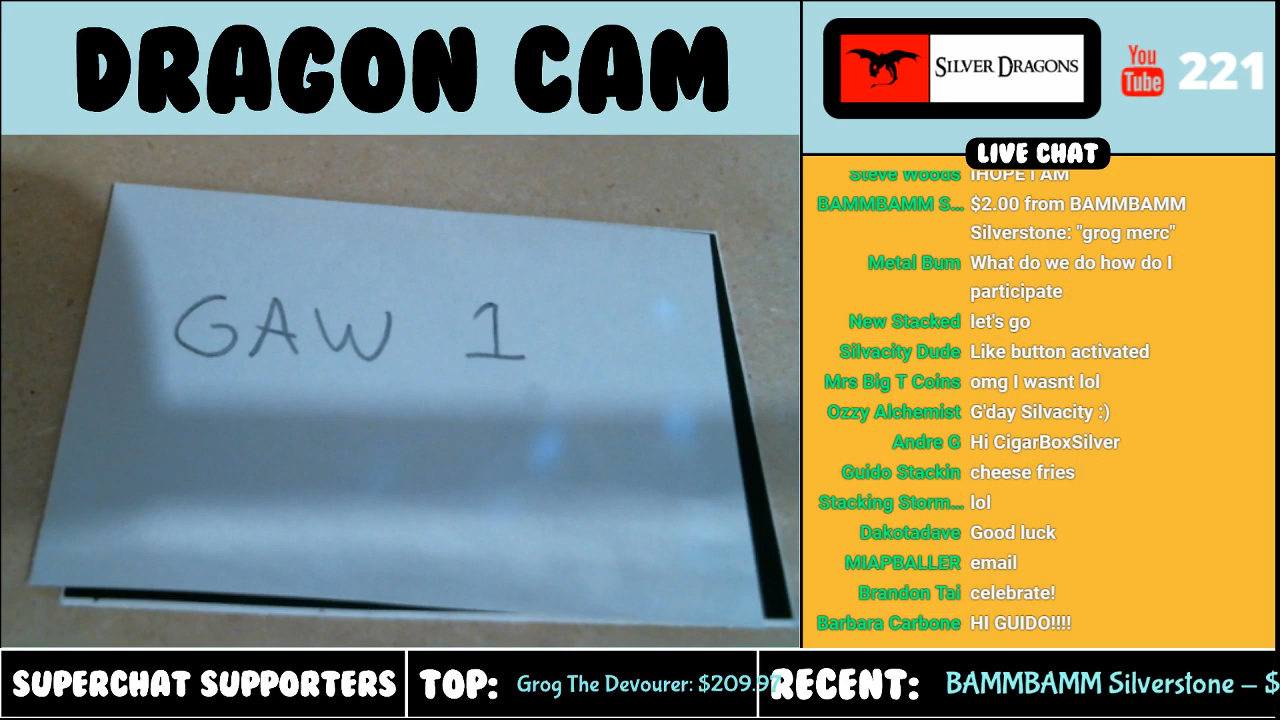 DRAGON CAM
SILVER DRAGONS
You
Tube
221
LIVE CHAT
GAW 1
Steve Woods IHOPE I AM
BAMMBAMM S... $2.00 from BAMMBAMM
Silverstone: "grog merc"
Metal Bum What do we do how do I
participate
New Stacked let's go
Silvacity Dude Like button activated
Mrs Big T Coins omg I wasnt lol
Ozzy Alchemist G'day Silvacity :)
Andre G Hi CigarBoxSilver
Guido Stackin cheese fries
Stacking Storm... lol
Dakotadave Good luck
MIAPBALLER email
Brandon Tai celebrate!
Barbara Carbone HI GUIDO!!!!
SUPERCHAT SUPPORTERS
TOP: Grog The Devourer: $209.97
RECENT: BAMMBAMM Silverstone – $